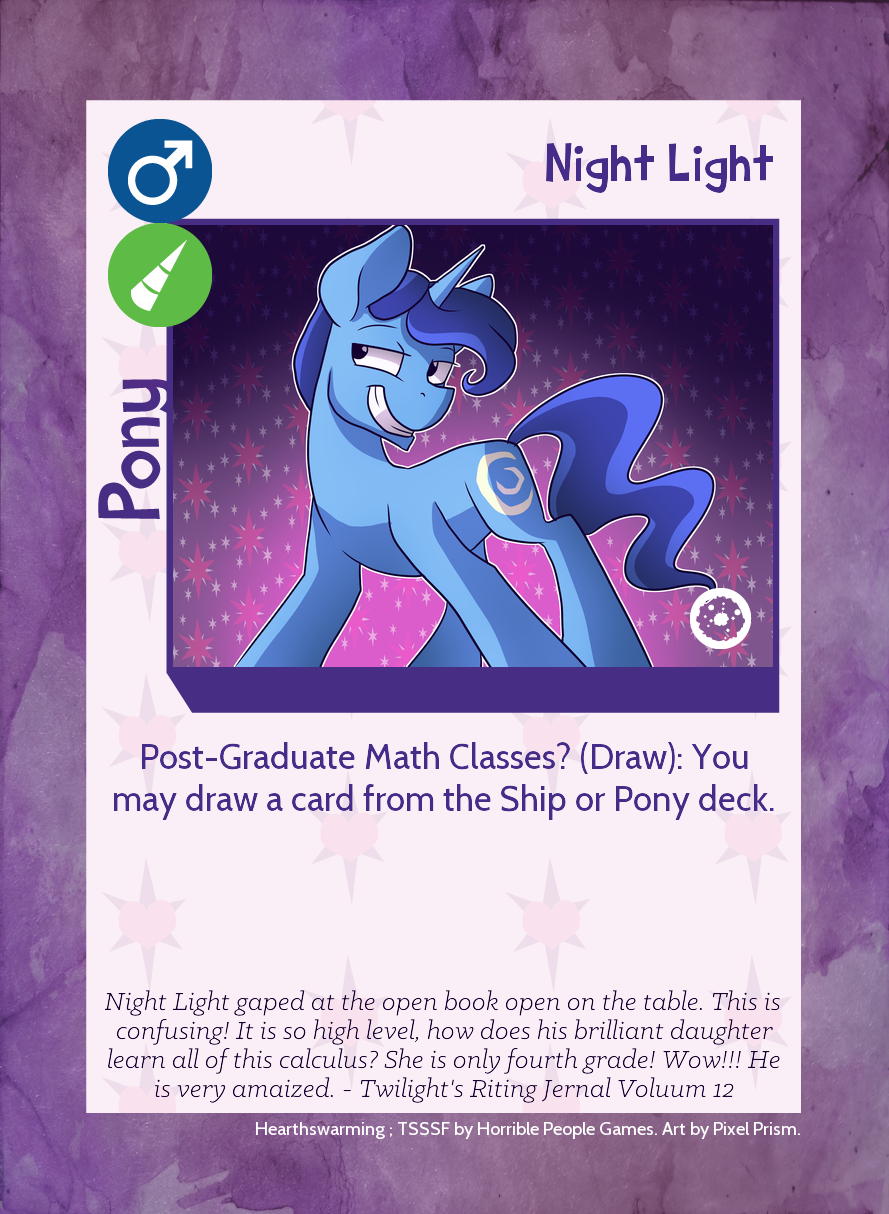 Night Light
Pony
Post-Graduate Math Classes? (Draw): You
may draw a card from the Ship or Pony deck.
Night Light gaped at the open book open on the table. This is
confusing! It is so high level, how does his brilliant daughter
learn all of this calculus? She is only fourth grade! Wow!!! He
is very amaized. - Twilight's Riting Jernal Voluum 12
Hearthswarming ; TSSSF by Horrible People Games. Art by Pixel Prism.